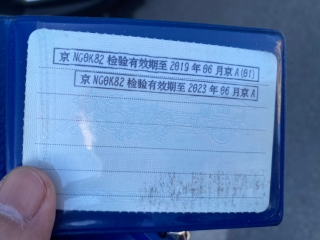 京 NG0K82 检验有效期至 2019 年 06 月 京 A(01)
京 NG0K82 检验有效期至 2023 年 06 月 京 A